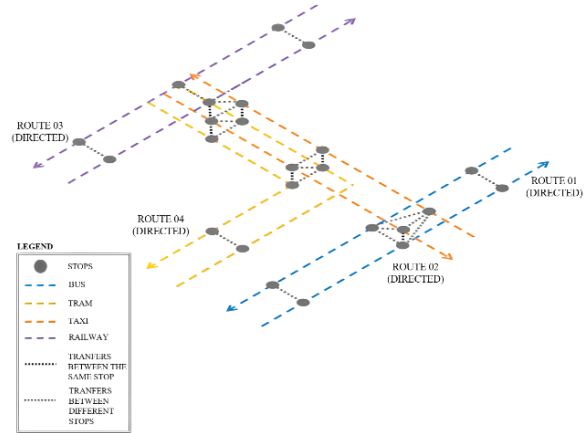 ROUTE 03
(DIRECTED)
ROUTE 01
(DIRECTED)
ROUTE 04
(DIRECTED)
ROUTE 02
(DIRECTED)
LEGEND
STOPS
BUS
TRAM
TAXI
RAILWAY
TRANFERS
BETWEEN THE
SAME STOP
TRANFERS
BETWEEN
DIFFERENT
STOPS